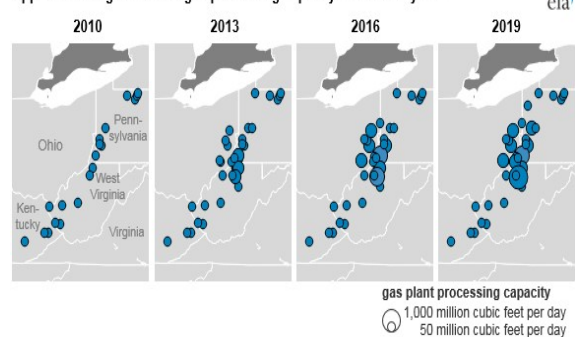 eia
2010
2013
2016
2019
Ohio
Penn-
sylvania
West
Virginia
Ken-
tucky
Virginia
gas plant processing capacity
1,000 million cubic feet per day
50 million cubic feet per day